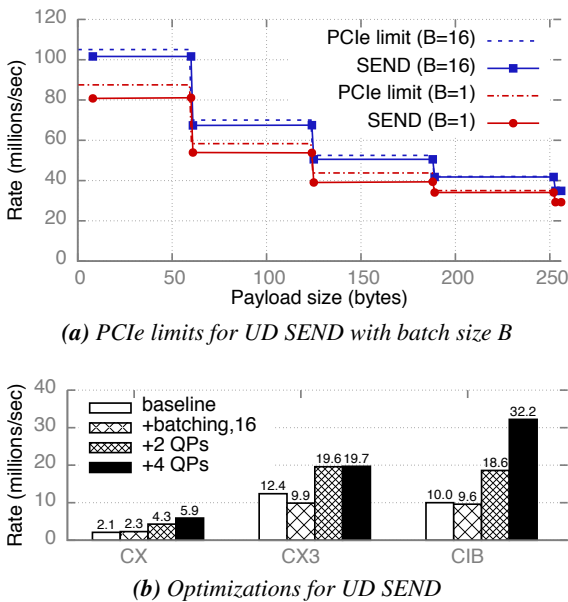 120
100
80
60
40
20
0
Rate (millions/sec)
PCIe limit (B=16)
SEND (B=16)
PCIe limit (B=1)
SEND (B=1)
0 50 100 150 200 250
Payload size (bytes)
(a) PCIe limits for UD SEND with batch size B
40
30
20
10
0
Rate (millions/sec)
baseline
+batching,16
+2 QPs
+4 QPs
2.1 2.3 4.3 5.9
12.4 9.9 19.6 19.7
10.0 9.6 18.6 32.2
CX CX3 CIB
(b) Optimizations for UD SEND